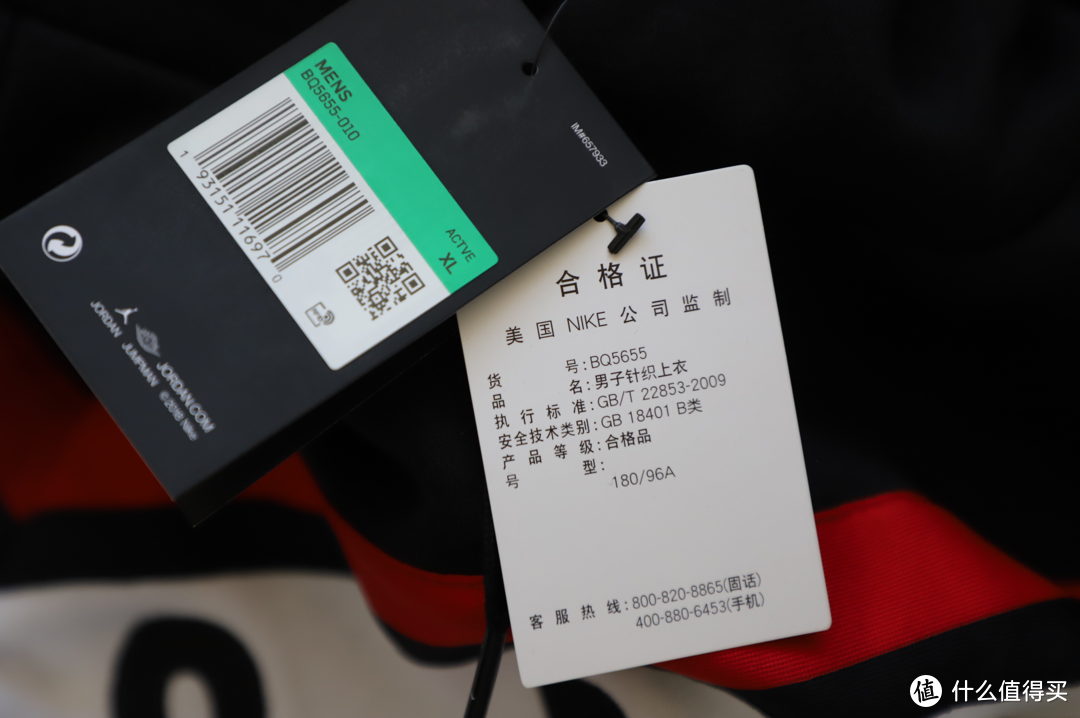 MENS
BQ5655-010
1 93151 11697 0
ACTVE
XL
IM#657933
JORDAN
JUMPMAN
JORDAN.COM
©2018 Nike
合格证
美国 NIKE 公司监制
货号:BQ5655
品名:男子针织上衣
执行标准:GB/T 22853-2009
安全技术类别:GB 18401 B类
产品等级:合格品
号型:180/96A
客服热线:800-820-8865(固话)
400-880-6453(手机)
值 什么值得买